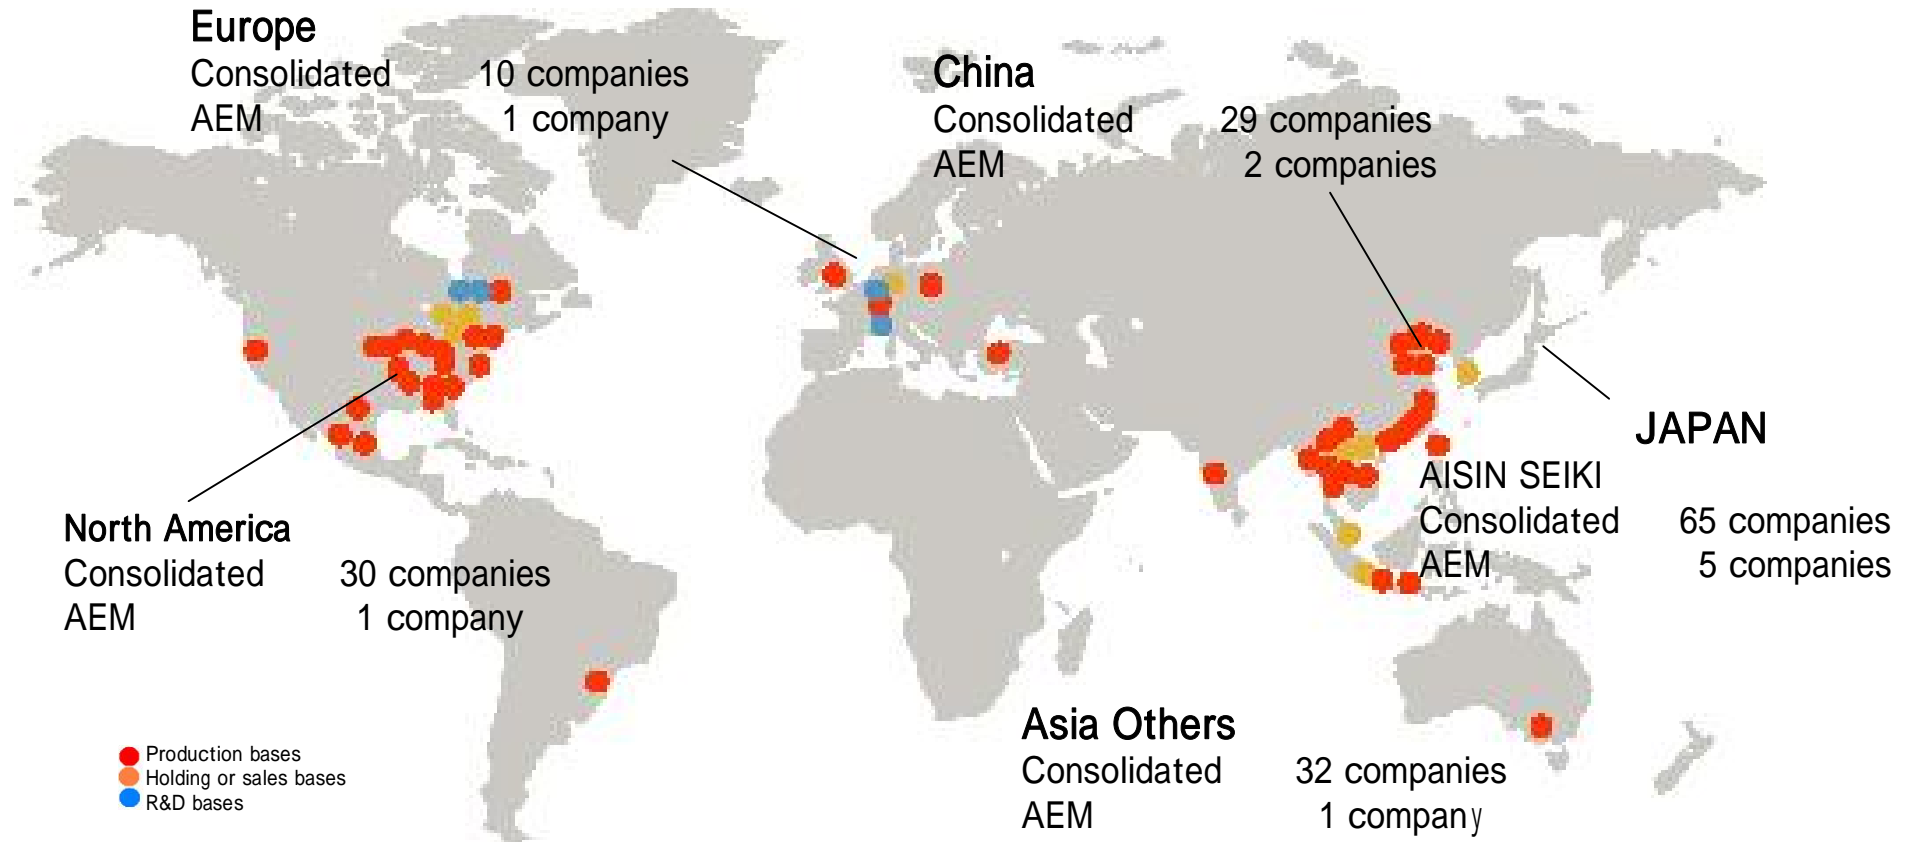 Europe
Consolidated 10 companies
AEM 1 company
China
Consolidated 29 companies
AEM 2 companies
JAPAN
AISIN SEIKI
Consolidated 65 companies
AEM 5 companies
North America
Consolidated 30 companies
AEM 1 company
Asia Others
Consolidated 32 companies
AEM 1 company
Production bases
Holding or sales bases
R&D bases